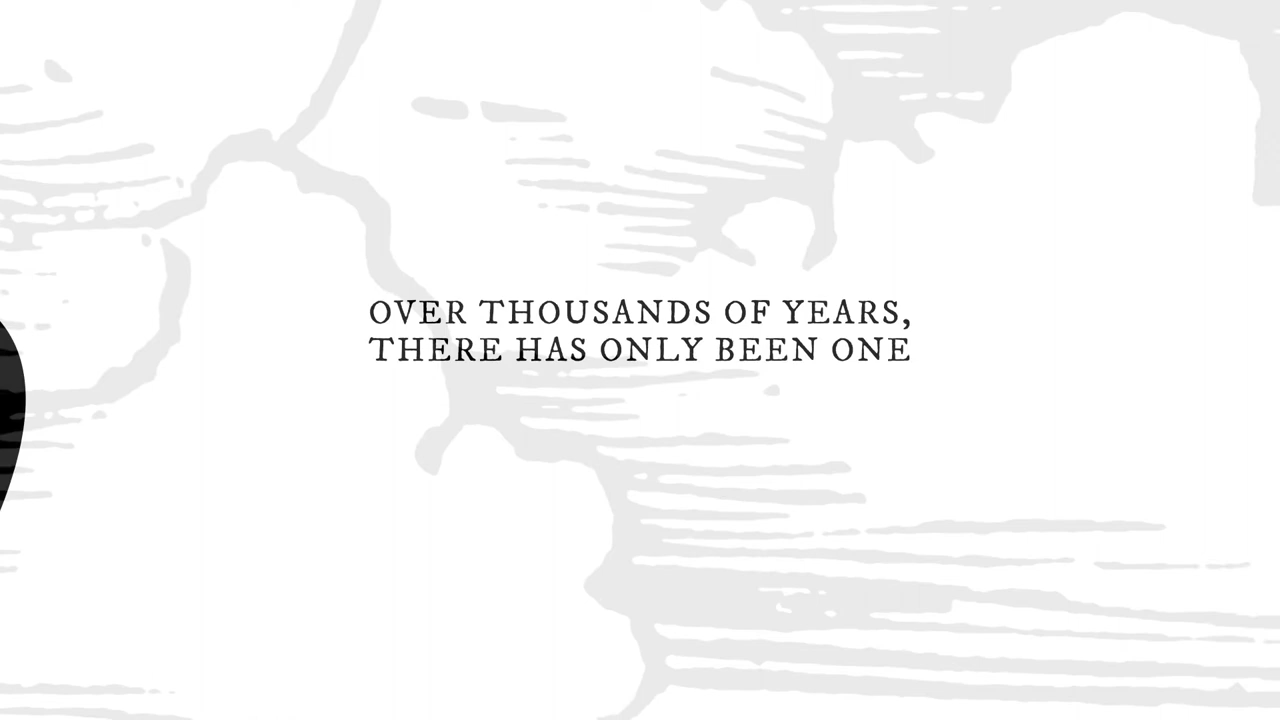 OVER THOUSANDS OF YEARS,
THERE HAS ONLY BEEN ONE